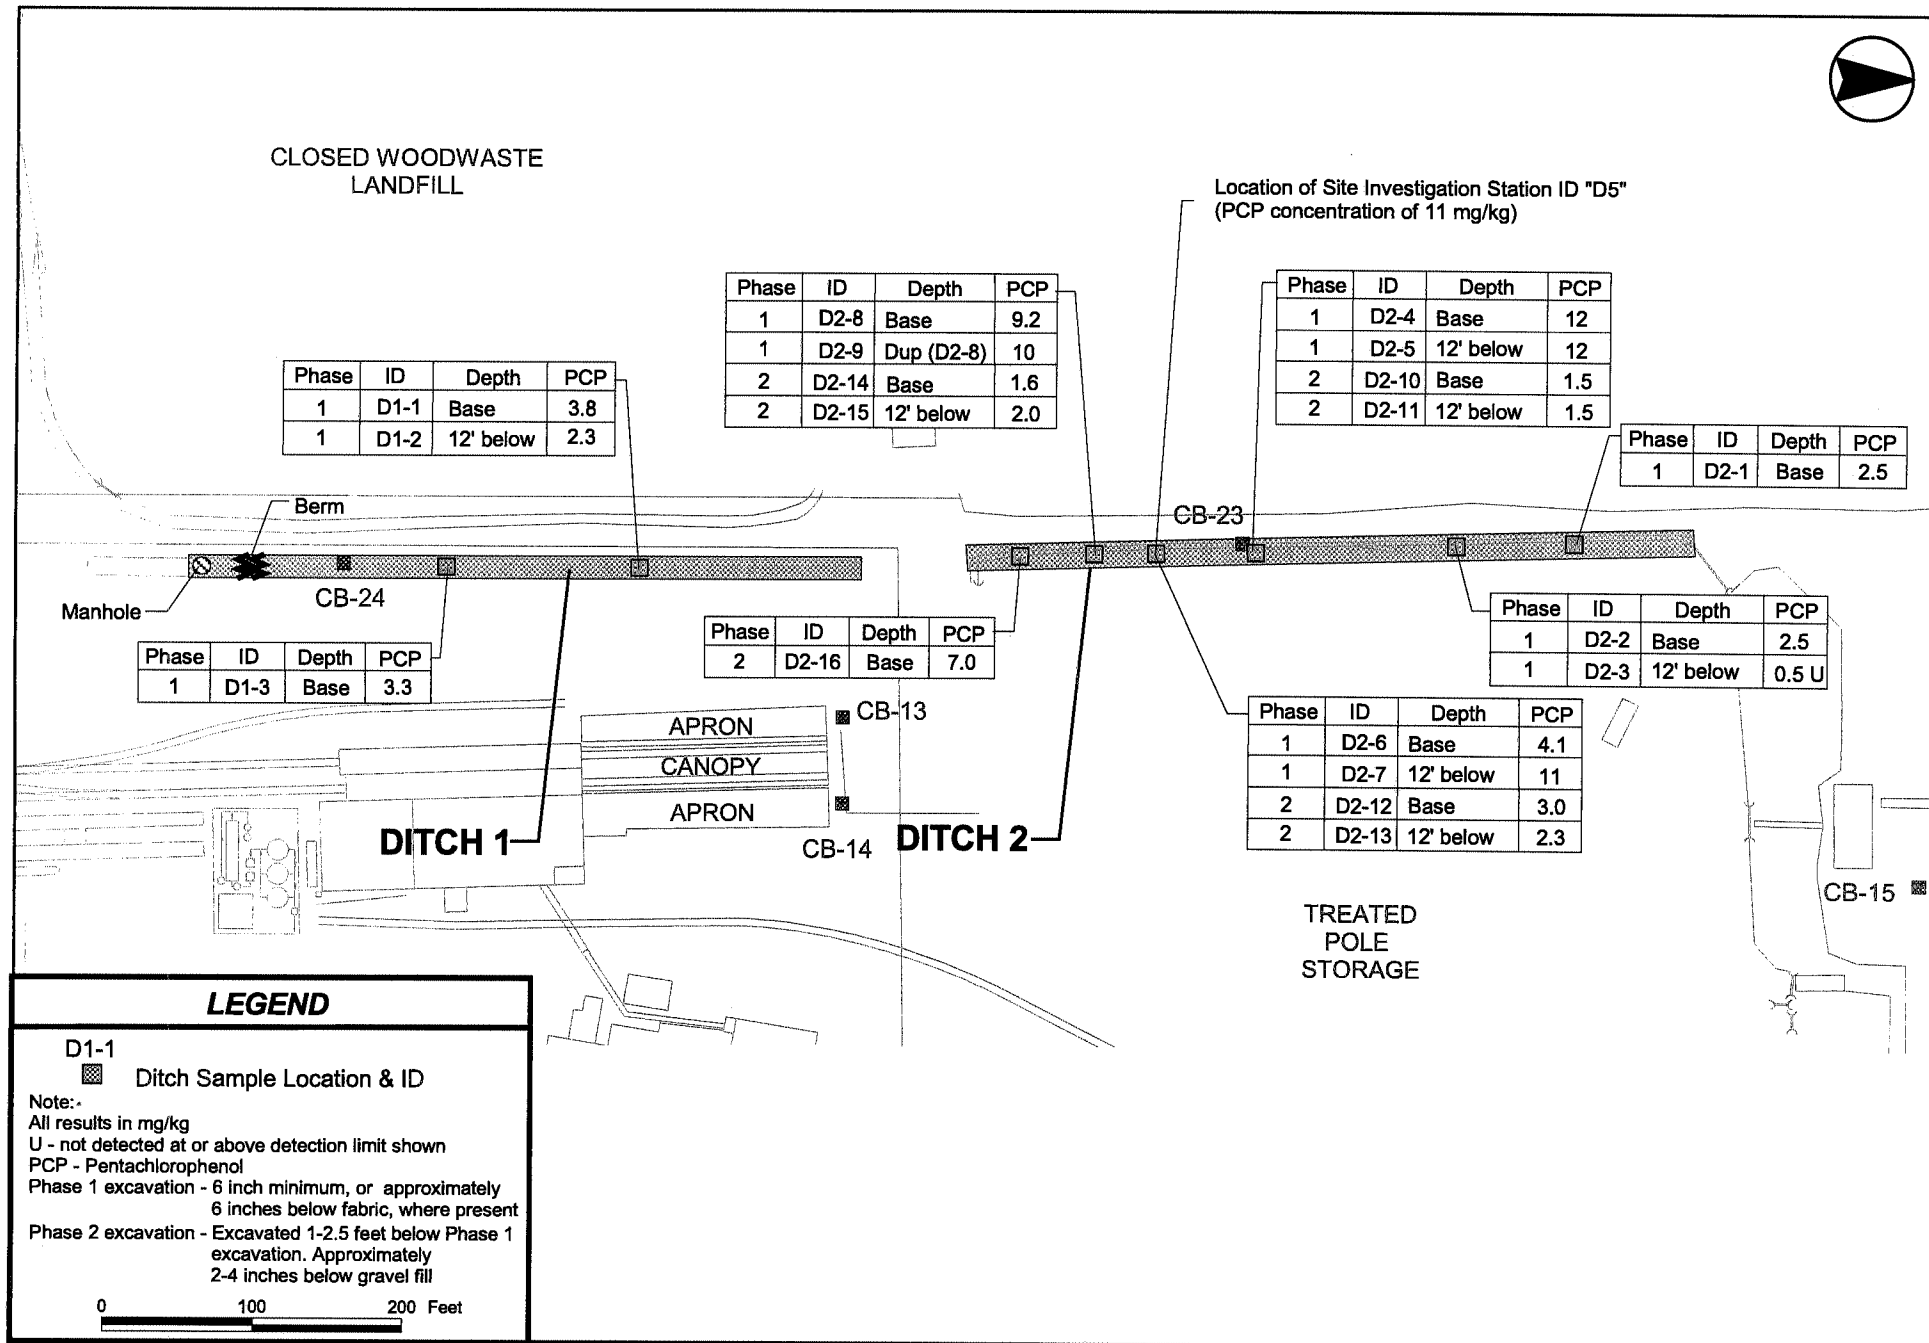 CLOSED WOODWASTE
LANDFILL
Location of Site Investigation Station ID "D5"
(PCP concentration of 11 mg/kg)
Phase ID Depth PCP
1 D2-8 Base 9.2
1 D2-9 Dup (D2-8) 10
2 D2-14 Base 1.6
2 D2-15 12' below 2.0
Phase ID Depth PCP
1 D2-4 Base 12
1 D2-5 12' below 12
2 D2-10 Base 1.5
2 D2-11 12' below 1.5
Phase ID Depth PCP
1 D1-1 Base 3.8
1 D1-2 12' below 2.3
Phase ID Depth PCP
1 D2-1 Base 2.5
Berm
CB-23
Manhole
CB-24
Phase ID Depth PCP
1 D1-3 Base 3.3
Phase ID Depth PCP
2 D2-16 Base 7.0
Phase ID Depth PCP
1 D2-2 Base 2.5
1 D2-3 12' below 0.5 U
Phase ID Depth PCP
1 D2-6 Base 4.1
1 D2-7 12' below 11
2 D2-12 Base 3.0
2 D2-13 12' below 2.3
APRON
CANOPY
APRON
CB-13
CB-14
DITCH 1
DITCH 2
CB-15
TREATED
POLE
STORAGE
LEGEND
D1-1
Ditch Sample Location & ID
Note:
All results in mg/kg
U - not detected at or above detection limit shown
PCP - Pentachlorophenol
Phase 1 excavation - 6 inch minimum, or approximately
6 inches below fabric, where present
Phase 2 excavation - Excavated 1-2.5 feet below Phase 1
excavation. Approximately
2-4 inches below gravel fill
0 100 200 Feet